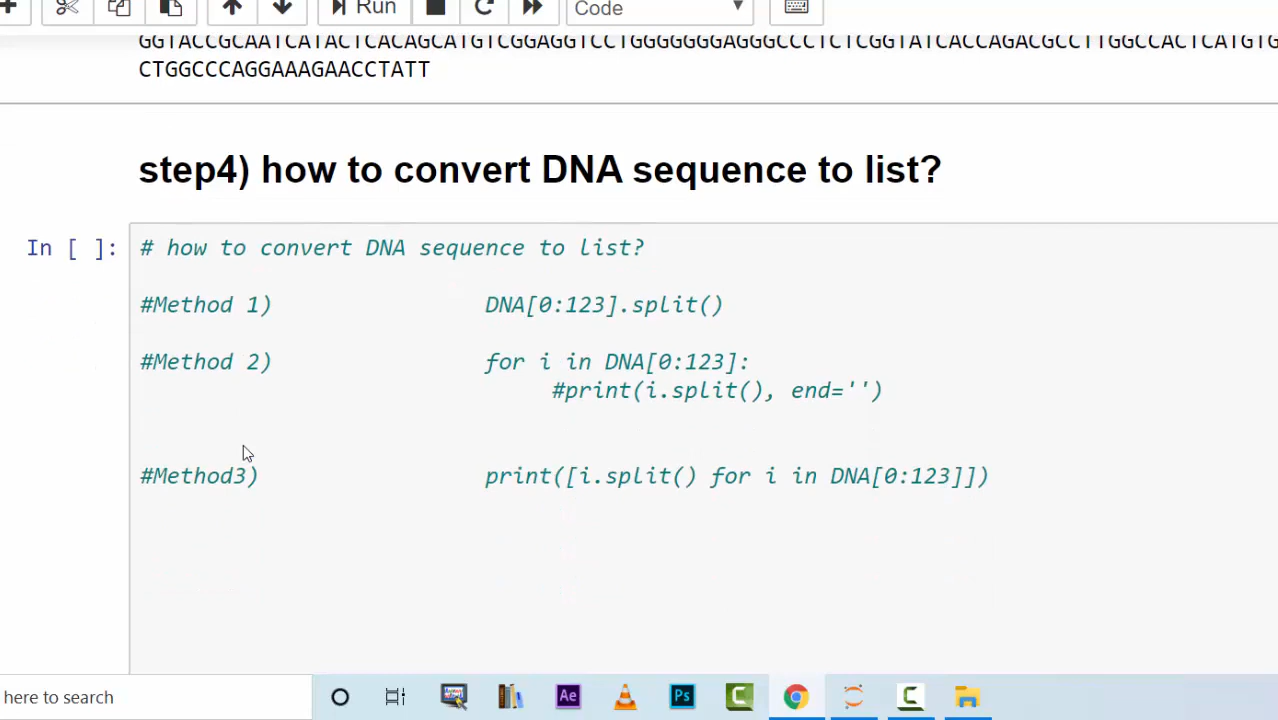 Run
Code
GGTACCGCAATCATACTCACAGCATGTCGGAGGTCCTGGGGGGGAGGGCCCTCTCGGTATCACCAGACGCCTTGGCCACTCATGTG
CTGGCCCAGGAAAGAACCTATT
step4) how to convert DNA sequence to list?
In [ ]: # how to convert DNA sequence to list?
#Method 1) DNA[0:123].split()
#Method 2) for i in DNA[0:123]:
#print(i.split(), end='')
#Method3) print([i.split() for i in DNA[0:123]])
here to search
Ae
Ps
C
C